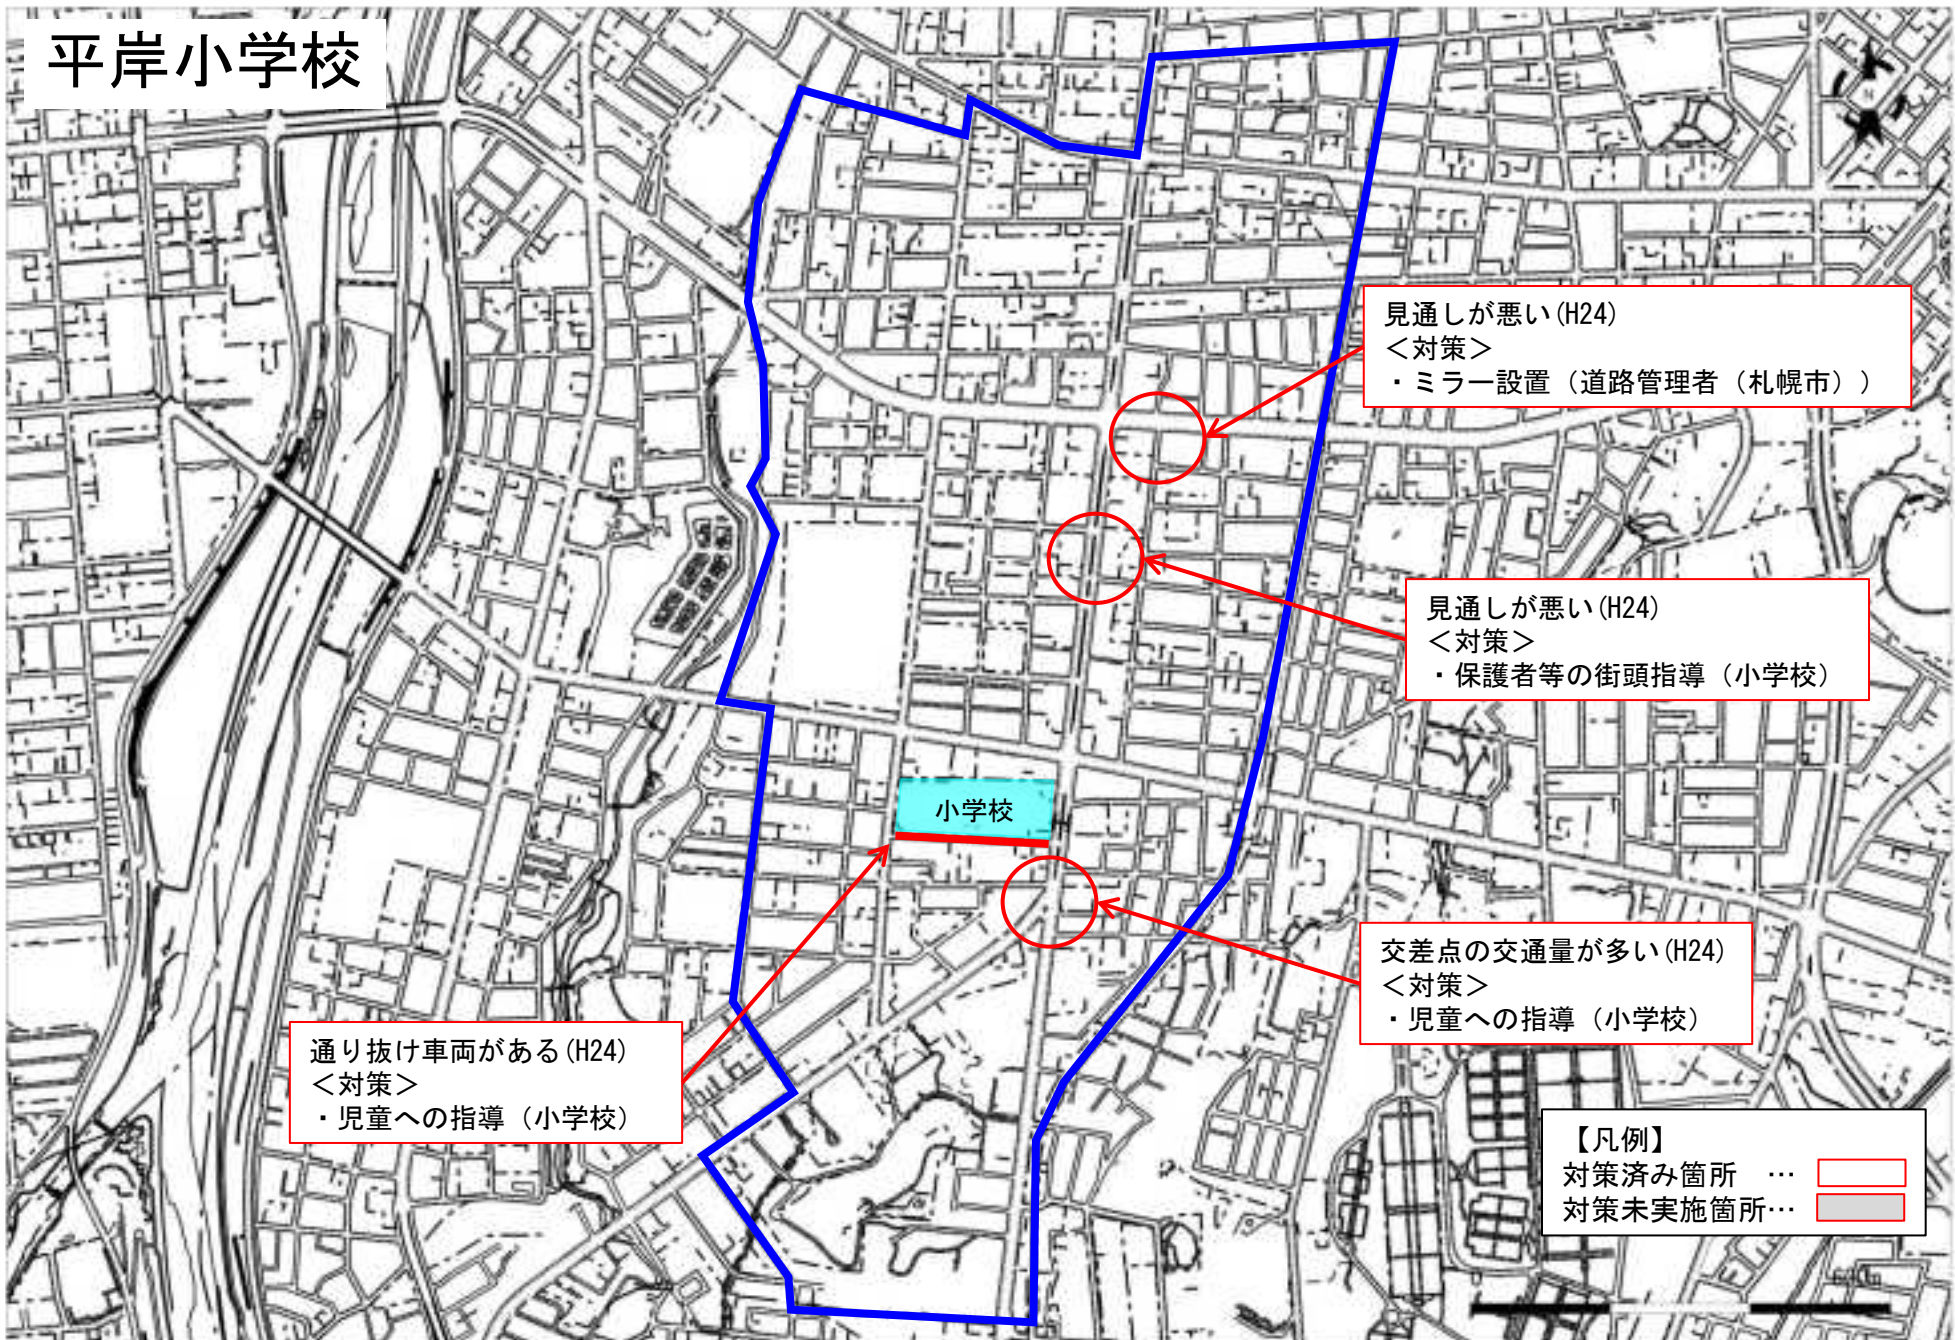 平岸小学校
見通しが悪い(H24)
＜対策＞
・ミラー設置（道路管理者（札幌市））
見通しが悪い(H24)
＜対策＞
・保護者等の街頭指導（小学校）
小学校
交差点の交通量が多い(H24)
＜対策＞
・児童への指導（小学校）
通り抜け車両がある(H24)
＜対策＞
・児童への指導（小学校）
【凡例】
対策済み箇所　…
対策未実施箇所…
N